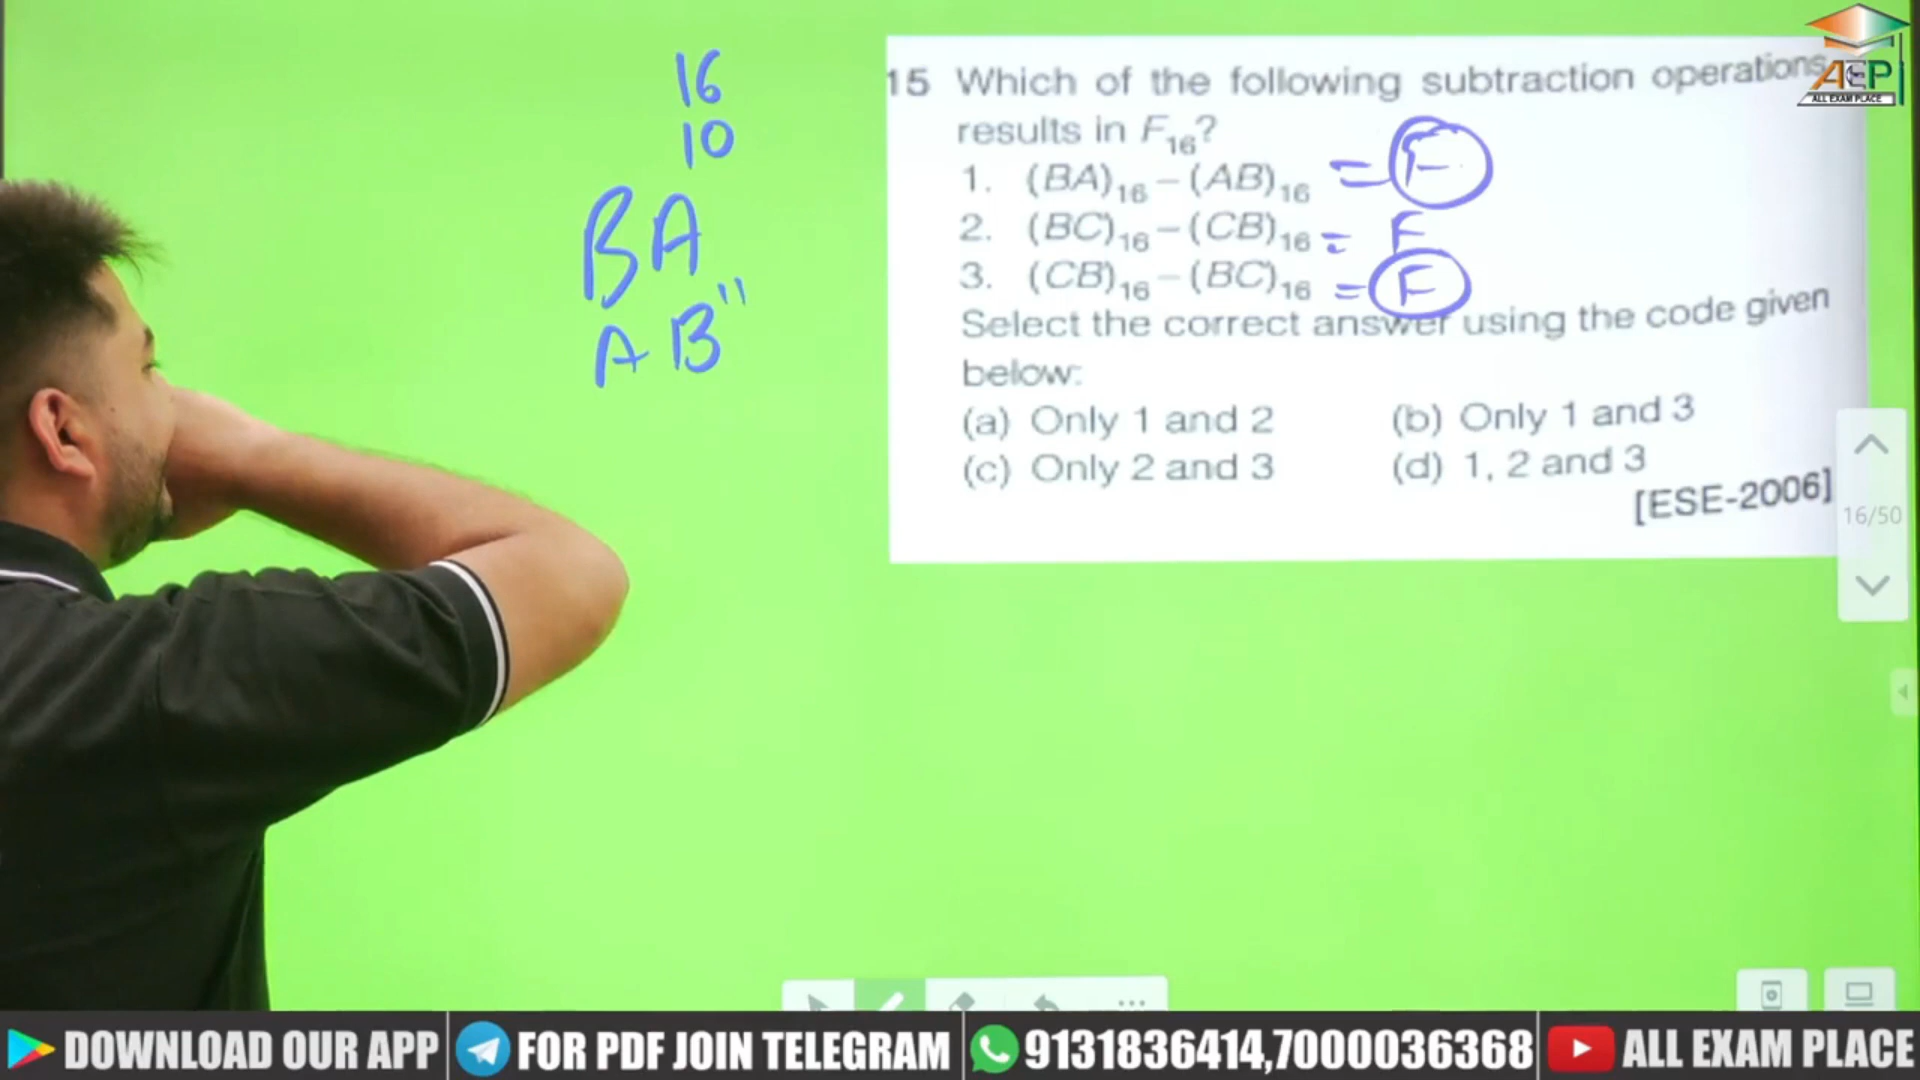 16
10
BA
AB"
15 Which of the following subtraction operations
results in F16?
1. (BA)16 – (AB)16 = F
2. (BC)16 – (CB)16 = F
3. (CB)16 – (BC)16 = F
Select the correct answer using the code given
below:
(a) Only 1 and 2 (b) Only 1 and 3
(c) Only 2 and 3 (d) 1, 2 and 3
[ESE-2006]
AEP
ALL EXAM PLACE
16/50
DOWNLOAD OUR APP FOR PDF JOIN TELEGRAM 9131836414,7000036368 ALL EXAM PLACE